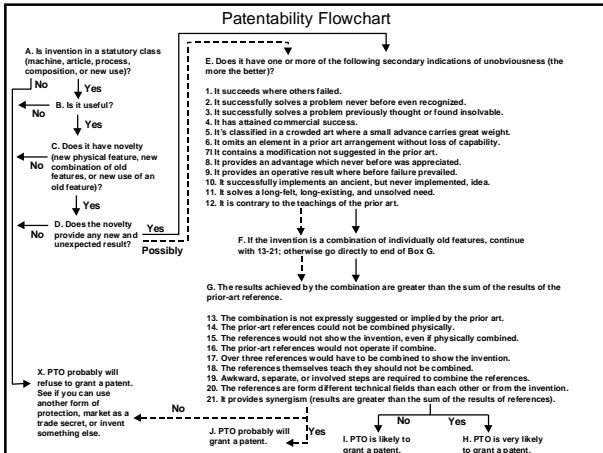 Patentability Flowchart
A. Is invention in a statutory class
(machine, article, process,
composition, or new use)?
No
Yes
No
B. Is it useful?
Yes
C. Does it have novelty
(new physical feature, new
combination of old
features, or new use of an
old feature)?
No
Yes
D. Does the novelty
provide any new and
unexpected result?
No
Yes
Possibly
E. Does it have one or more of the following secondary indications of unobviousness (the
more the better)?
1. It succeeds where others failed.
2. It successfully solves a problem never before even recognized.
3. It successfully solves a problem previously thought or found insolvable.
4. It has attained commercial success.
5. It's classified in a crowded art where a small advance carries great weight.
6. It omits an element in a prior art arrangement without loss of capability.
7I It contains a modification not suggested in the prior art.
8. It provides an advantage which never before was appreciated.
9. It provides an operative result where before failure prevailed.
10. It successfully implements an ancient, but never implemented, idea.
11. It solves a long-felt, long-existing, and unsolved need.
12. It is contrary to the teachings of the prior art.
F. If the invention is a combination of individually old features, continue
with 13-21; otherwise go directly to end of Box G.
G. The results achieved by the combination are greater than the sum of the results of the
prior-art reference.
13. The combination is not expressly suggested or implied by the prior art.
14. The prior-art references could not be combined physically.
15. The references would not show the invention, even if physically combined.
16. The prior-art references would not operate if combine.
17. Over three references would have to be combined to show the invention.
18. The references themselves teach they should not be combined.
19. Awkward, separate, or involved steps are required to combine the references.
20. The references are form different technical fields than each other or from the invention.
21. It provides synergism (results are greater than the sum of the results of references).
X. PTO probably will
refuse to grant a patent.
See if you can use
another form of
protection, market as a
trade secret, or invent
something else.
No
Yes
J. PTO probably will
grant a patent.
No
Yes
I. PTO is likely to
grant a patent.
H. PTO is very likely
to grant a patent.